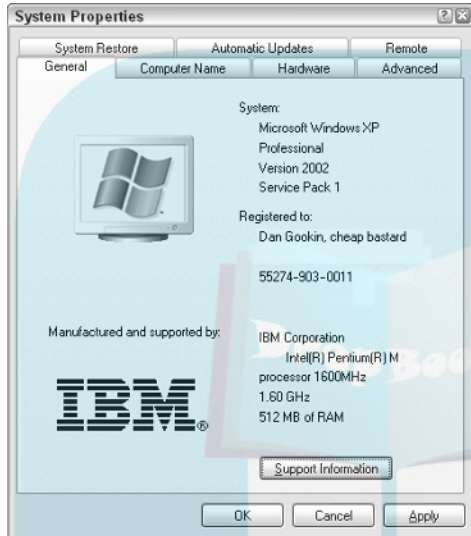 System Properties
System Restore Automatic Updates Remote
General Computer Name Hardware Advanced
System:
Microsoft Windows XP
Professional
Version 2002
Service Pack 1
Registered to:
Dan Gookin, cheap bastard
55274-903-0011
Manufactured and supported by:
IBM Corporation
Intel(R) Pentium(R) M
processor 1600MHz
1.60 GHz
512 MB of RAM
IBM®
Support Information
OK Cancel Apply